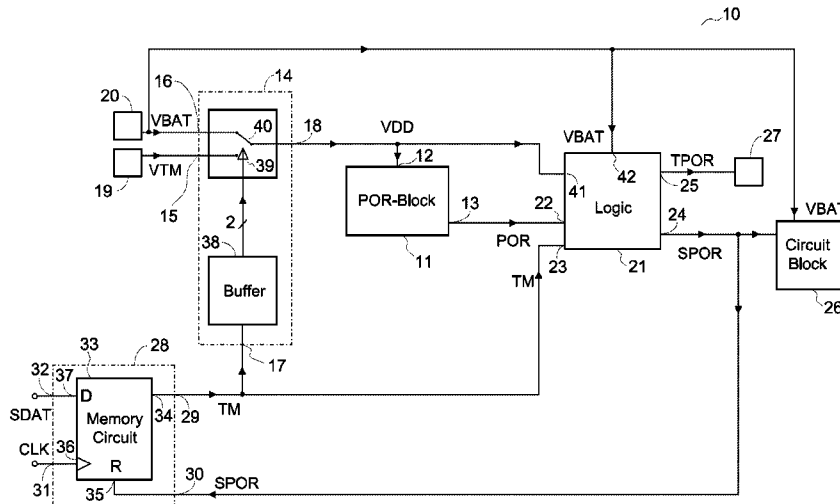 10
20
16
14
VBAT
40
18
VDD
VBAT
27
VTM
39
12
TPOR
19
15
41
42
25
POR-Block
13
22
Logic
24
VBAT
2
38
11
POR
23
21
SPOR
Circuit
Block
TM
26
Buffer
33
28
17
32
37
D
34
29
TM
SDAT
Memory
Circuit
CLK
36
R
30
31
35
SPOR